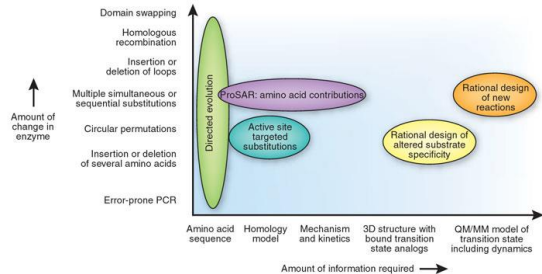 Domain swapping
Homologous
recombination
Insertion or
deletion of loops
Multiple simultaneous or
sequential substitutions
Circular permutations
Insertion or deletion
of several amino acids
Error-prone PCR
Amount of
change in
enzyme
Directed evolution
ProSAR: amino acid contributions
Active site
targeted
substitutions
Rational design
of new
reactions
Rational design of
altered substrate
specificity
Amino acid
sequence
Homology
model
Mechanism
and kinetics
3D structure with
bound transition
state analogs
QM/MM model of
transition state
including dynamics
Amount of information required